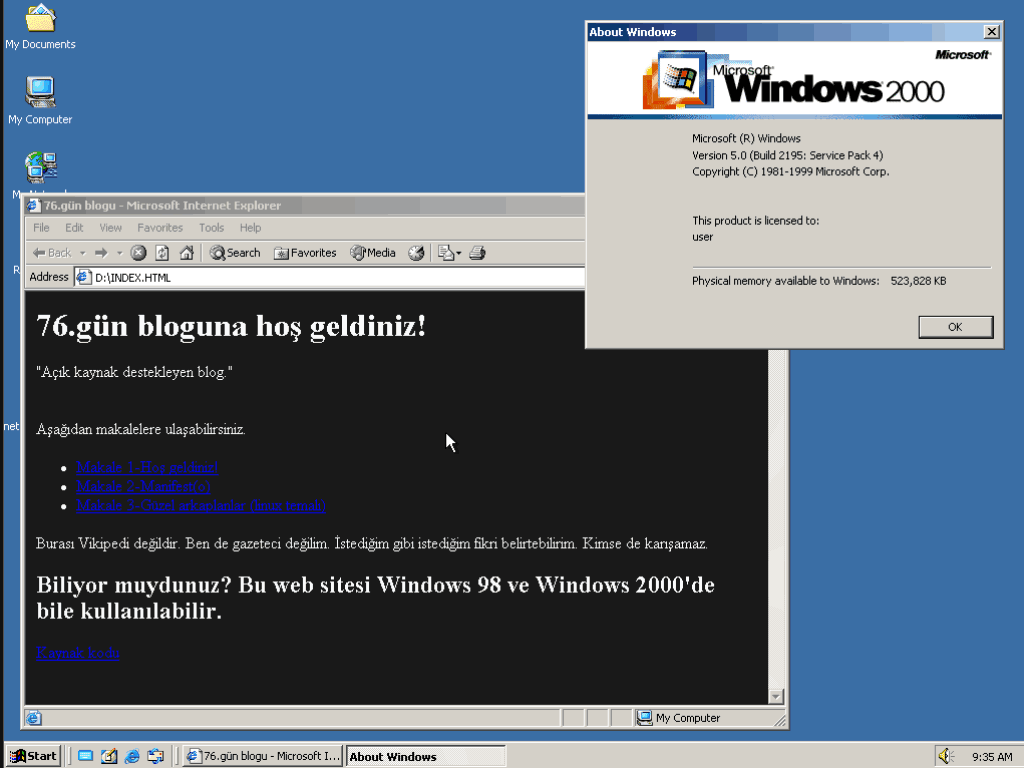 My Documents
My Computer
About Windows
Microsoft
Microsoft
Windows 2000
Microsoft (R) Windows
Version 5.0 (Build 2195: Service Pack 4)
Copyright (C) 1981-1999 Microsoft Corp.
This product is licensed to:
user
Physical memory available to Windows: 523,828 KB
OK
76.gün blogu - Microsoft Internet Explorer
File Edit View Favorites Tools Help
Back Search Favorites Media
Address D:\INDEX.HTML
76.gün bloguna hoş geldiniz!
"Açık kaynak destekleyen blog."
Aşağıdan makalelere ulaşabilirsiniz.
Makale 1-Hoş geldiniz!
Makale 2-Manifest(o)
Makale 3-Güzel arkaplanlar
Burası Vikipedi değildir. Ben de gazeteci değilim. İstediğim gibi istediğim fikri belirtebilirim. Kimse de karışamaz.
Biliyor muydunuz? Bu web sitesi Windows 98 ve Windows 2000'de
bile kullanılabilir.
Kaynak kodu
My Computer
net
Start 76.gün blogu - Microsoft I... About Windows 9:35 AM